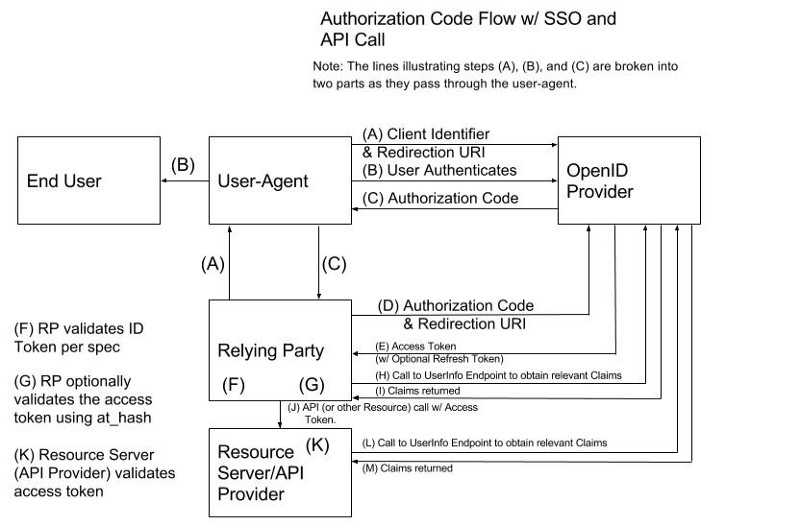 Authorization Code Flow w/ SSO and
API Call
Note: The lines illustrating steps (A), (B), and (C) are broken into
two parts as they pass through the user-agent.
End User
(B)
User-Agent
(A) Client Identifier
& Redirection URI
(B) User Authenticates
(C) Authorization Code
OpenID
Provider
(A)
(C)
(D) Authorization Code
& Redirection URI
Relying Party
(F)
(G)
(E) Access Token
(w/ Optional Refresh Token)
(H) Call to UserInfo Endpoint to obtain relevant Claims
(I) Claims returned
(J) API (or other Resource) call w/ Access
Token.
(F) RP validates ID
Token per spec
(G) RP optionally
validates the access
token using at_hash
(K) Resource Server
(API Provider) validates
access token
Resource
Server/API
Provider
(K)
(L) Call to UserInfo Endpoint to obtain relevant Claims
(M) Claims returned